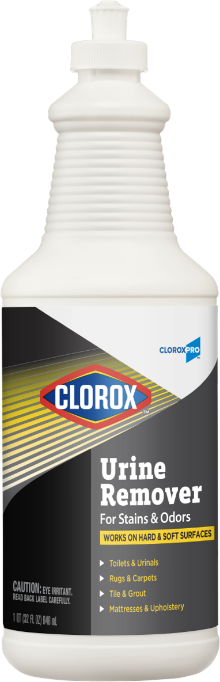 CLOROXPRO
CLOROX
Urine
Remover
For Stains & Odors
WORKS ON HARD & SOFT SURFACES
Toilets & Urinals
Rugs & Carpets
Tile & Grout
Mattresses & Upholstery
CAUTION: EYE IRRITANT.
READ BACK LABEL CAREFULLY.
1 QT (32 fl oz) 946 mL